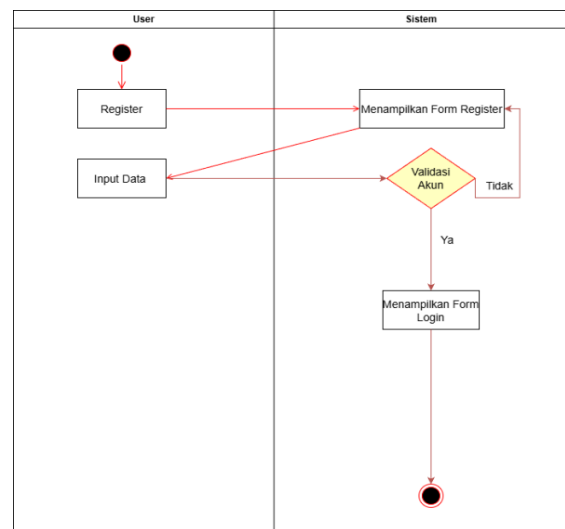 User
Sistem
Register
Menampilkan Form Register
Input Data
Validasi
Akun
Tidak
Ya
Menampilkan Form
Login